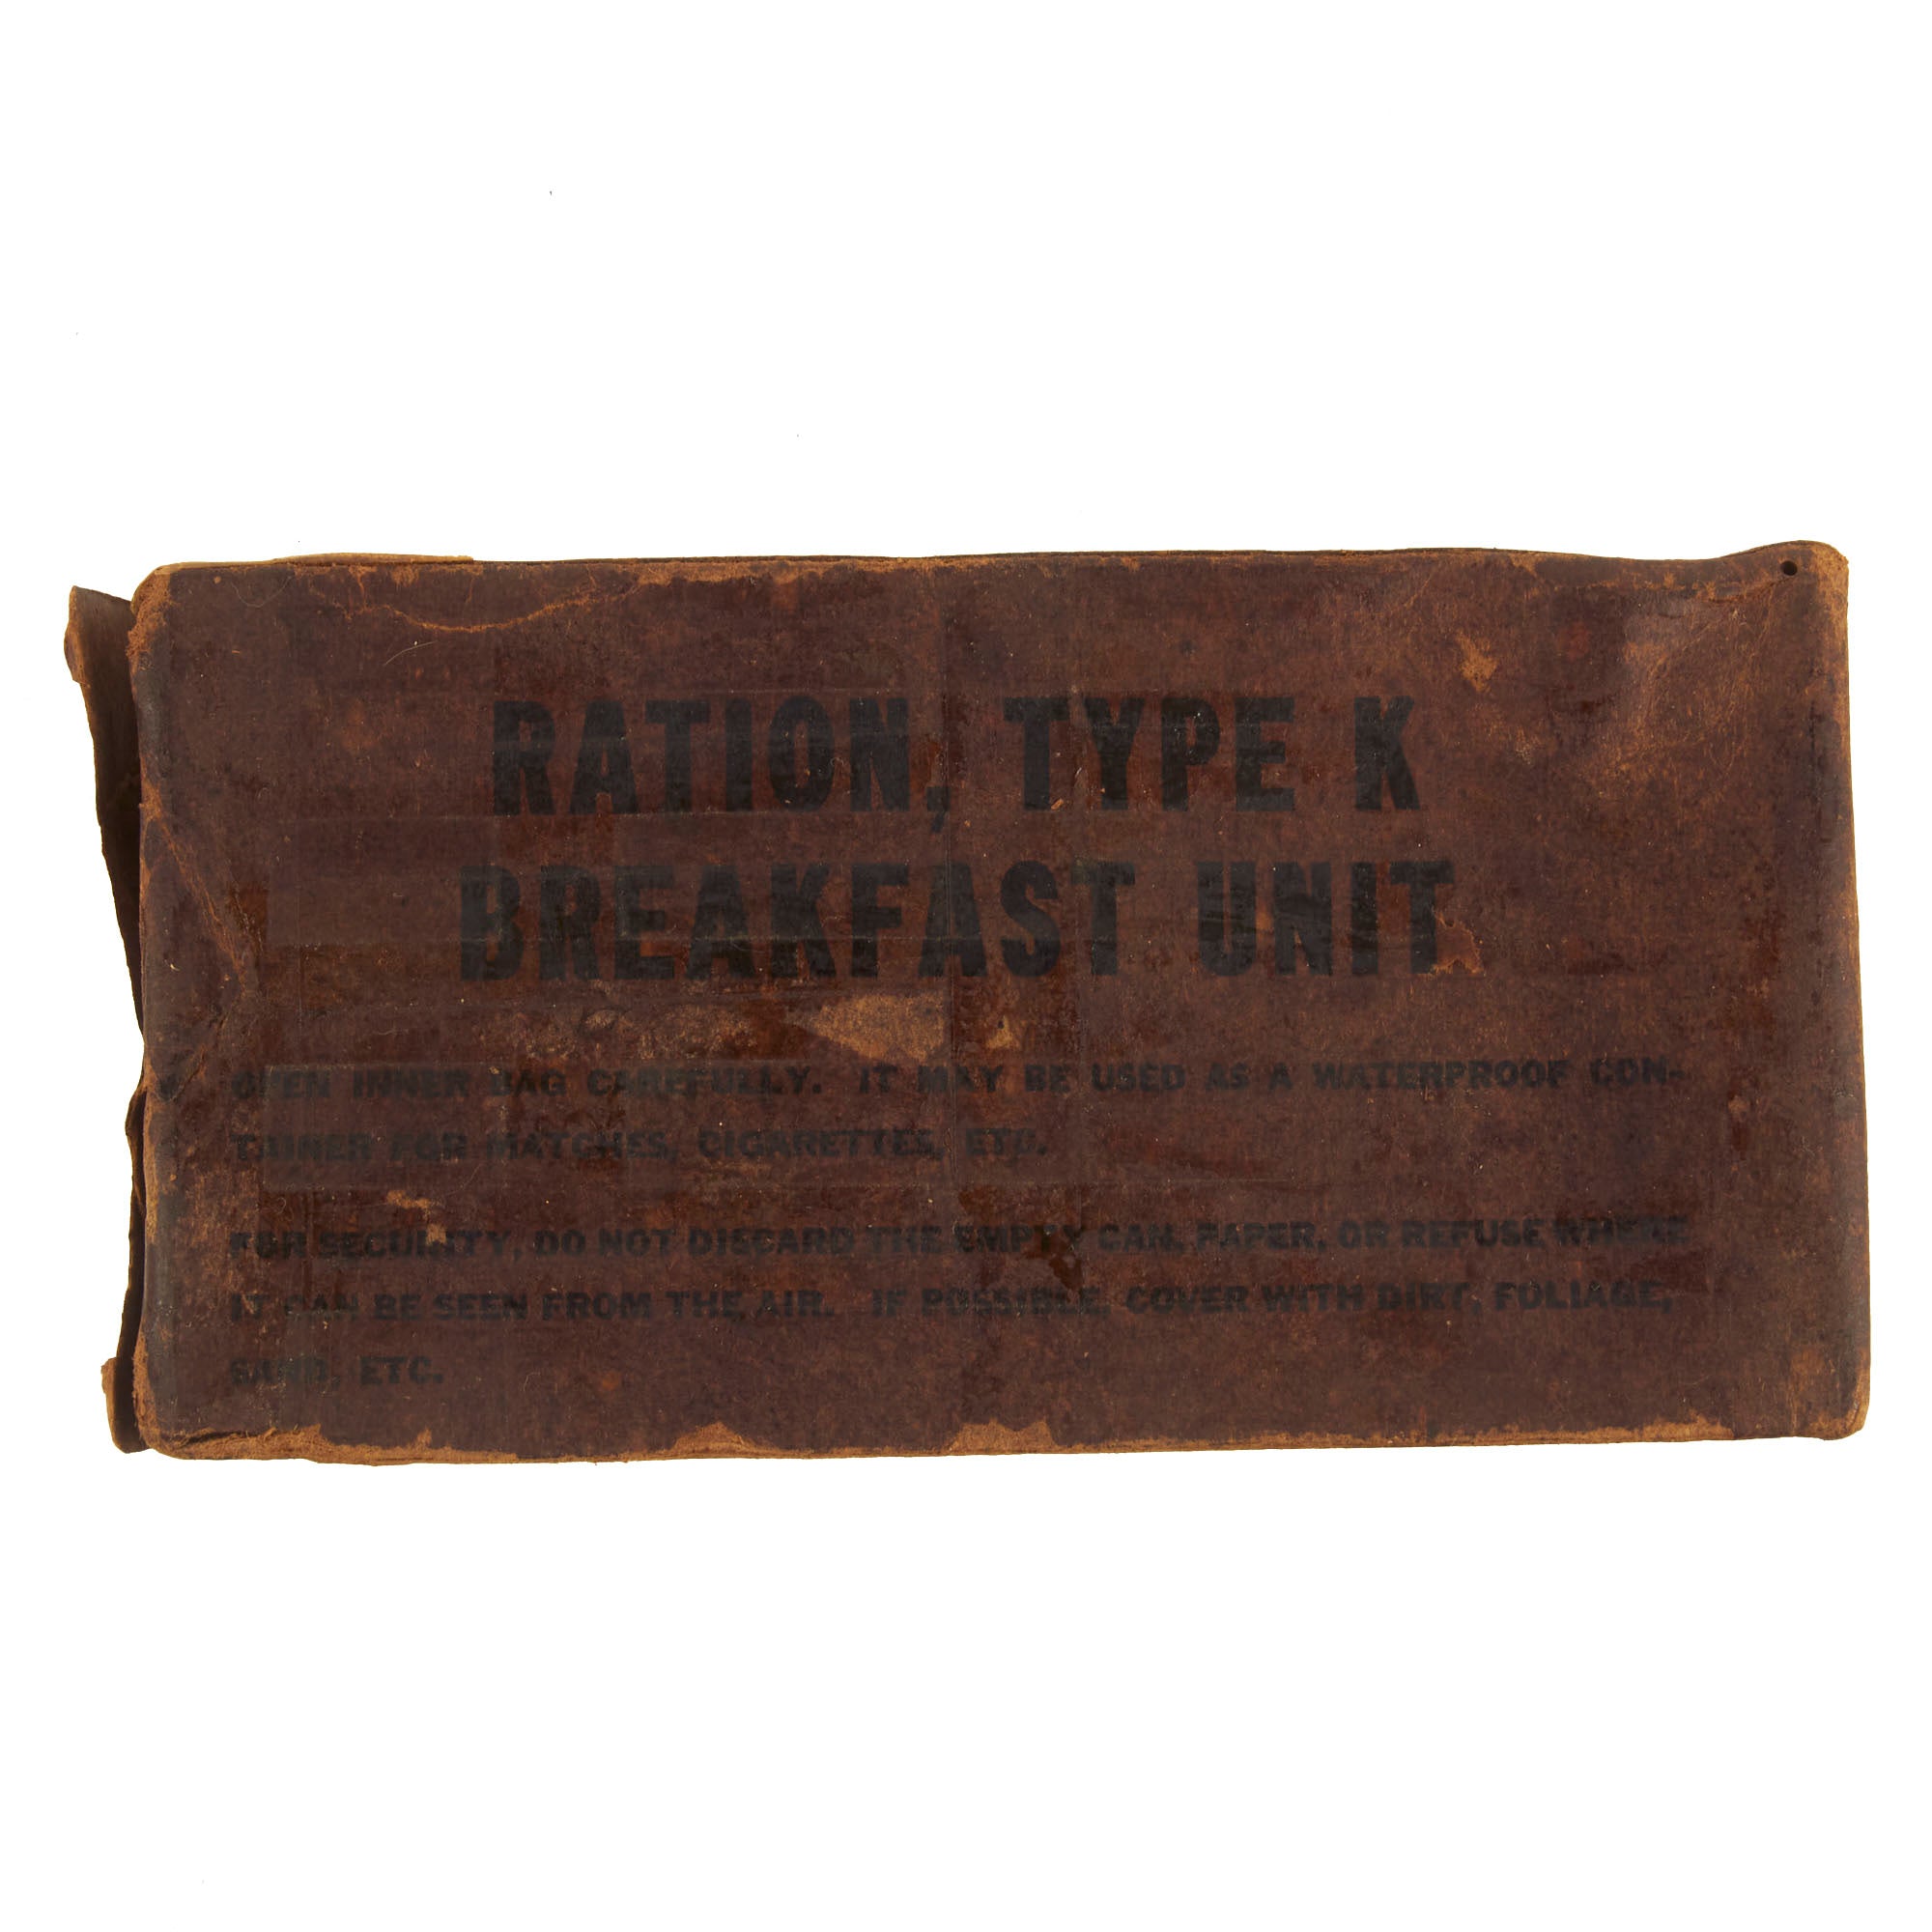 RATION, TYPE K
BREAKFAST UNIT
OPEN INNER BAG CAREFULLY. IT MAY BE USED AS A WATERPROOF CON-
TAINER FOR MATCHES, CIGARETTES, ETC.
FOR SECURITY, DO NOT DISCARD THE EMPTY CAN, PAPER, OR REFUSE WHERE
IT CAN BE SEEN FROM THE AIR. IF POSSIBLE COVER WITH DIRT, FOLIAGE,
SAND, ETC.